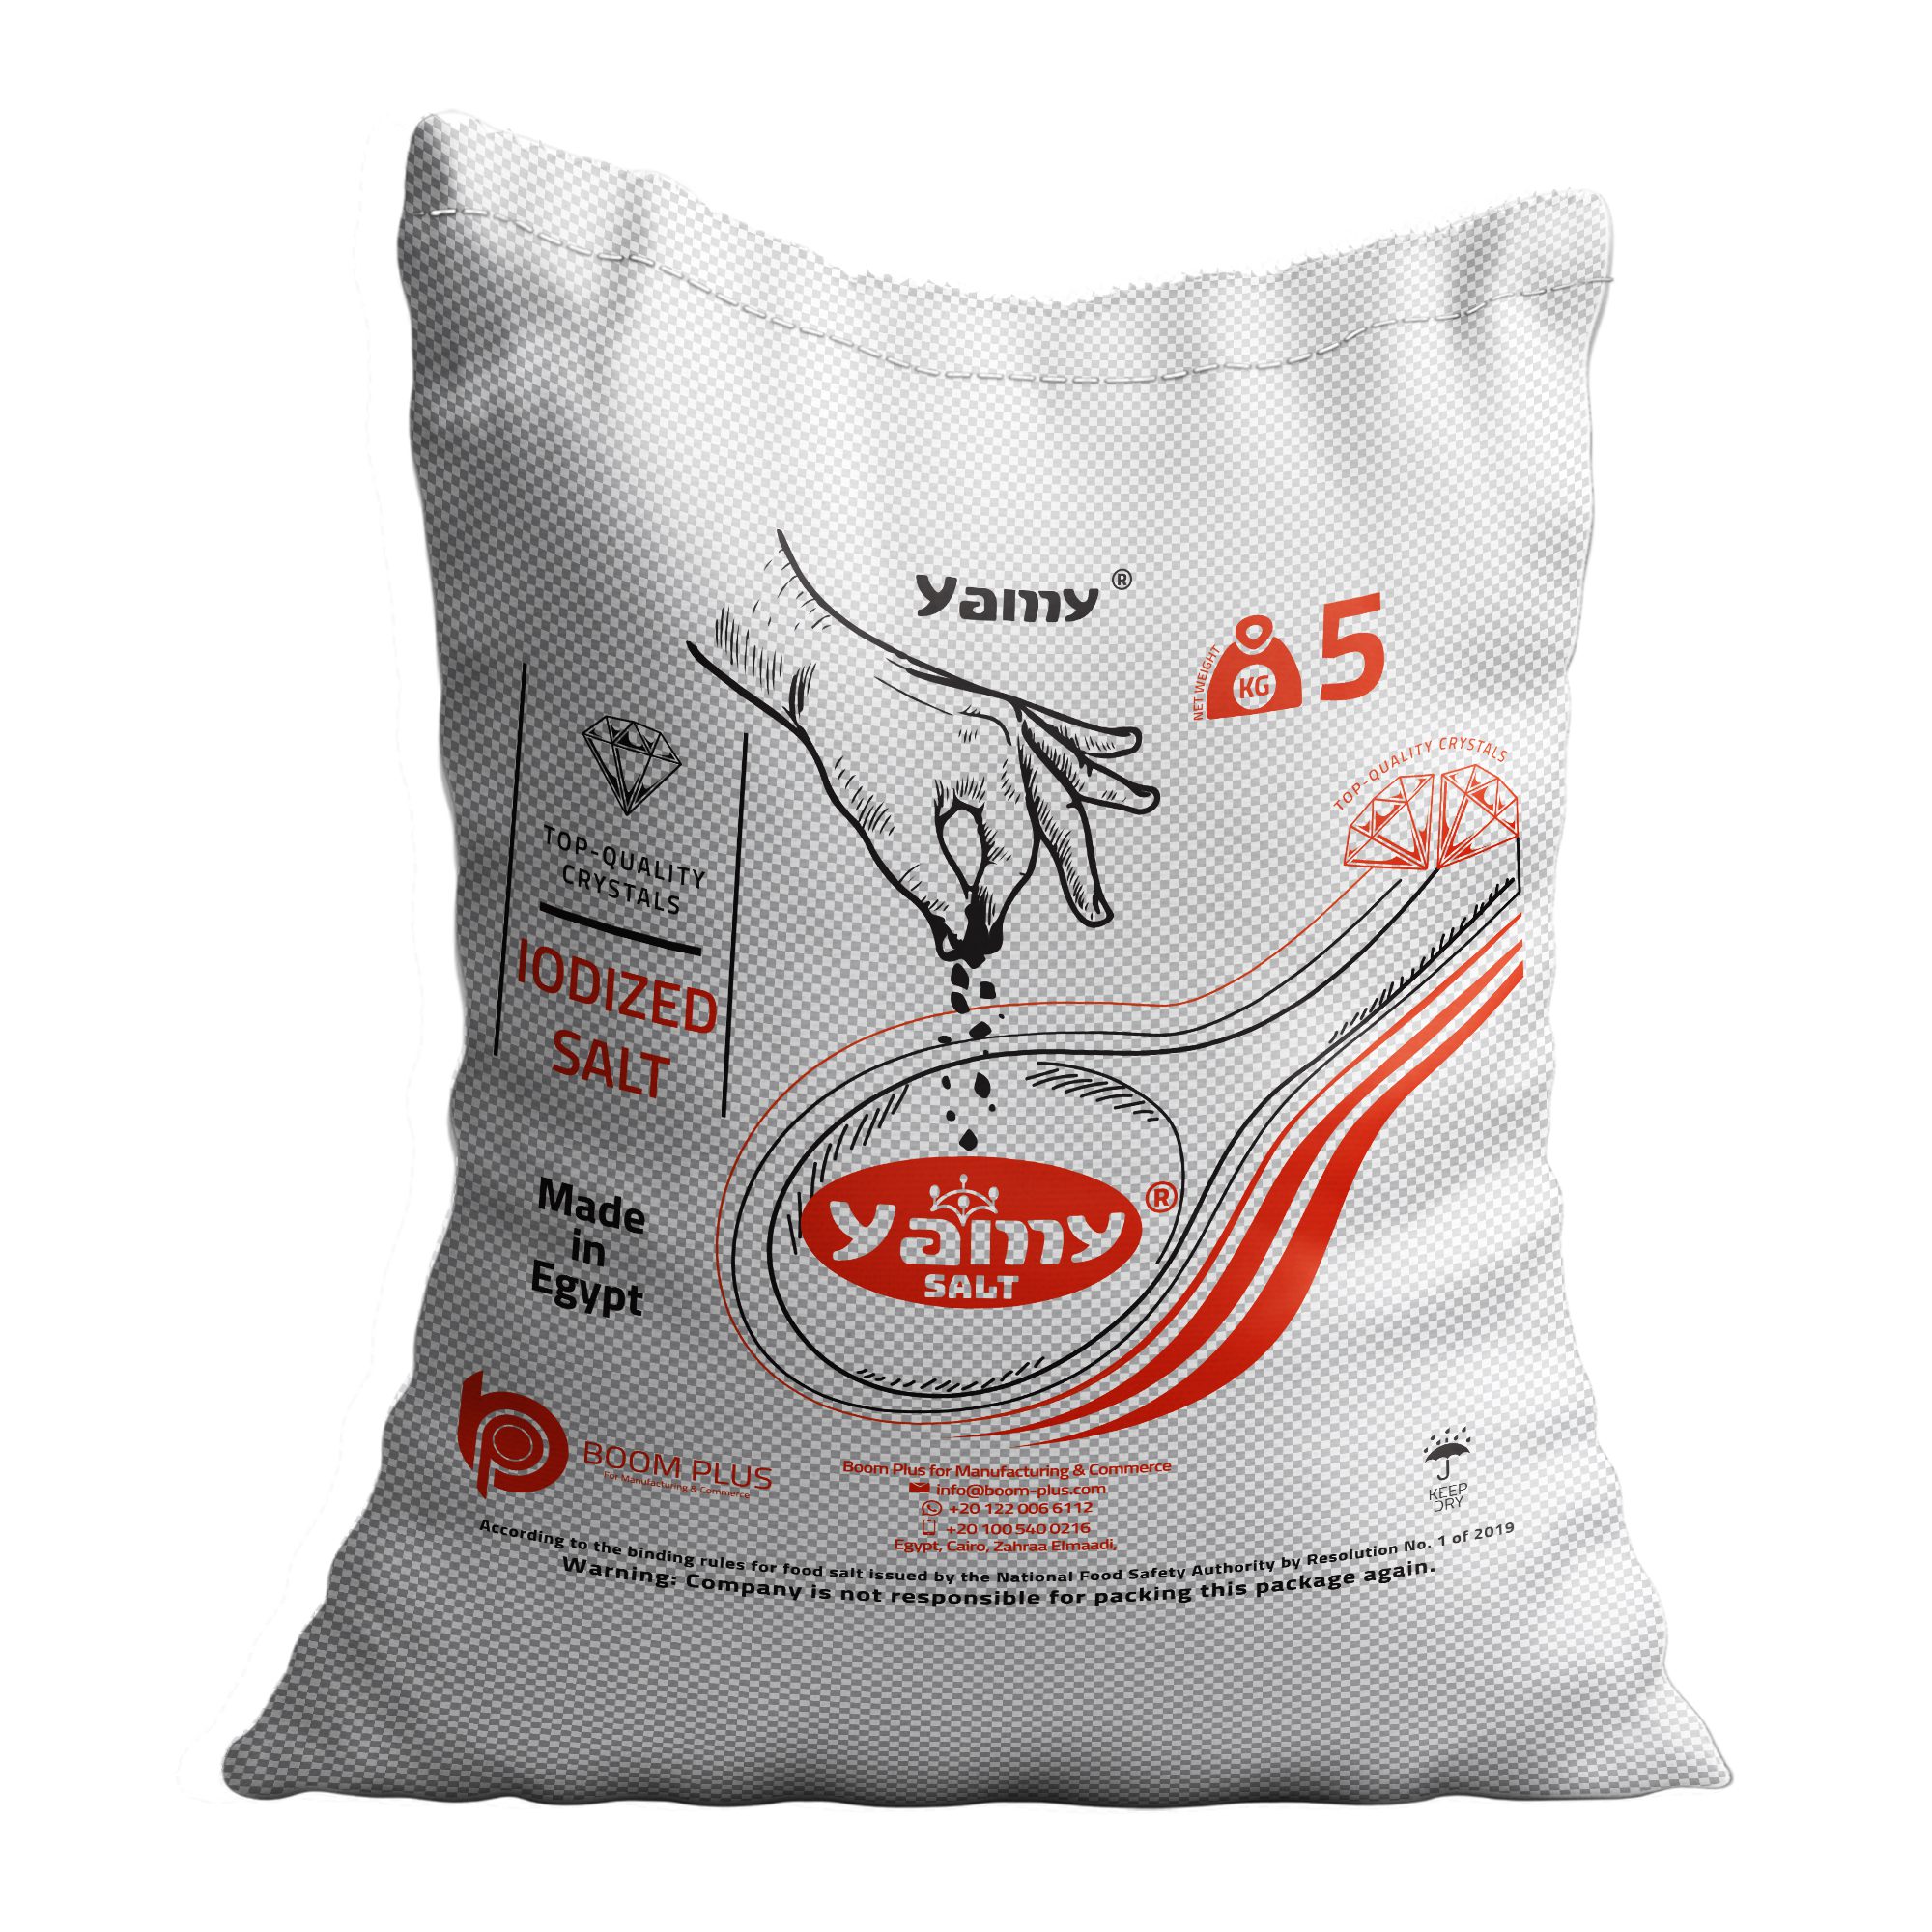 Yamy ®
NET WEIGHT
KG
5
TOP-QUALITY CRYSTALS
TOP-QUALITY
CRYSTALS
IODIZED
SALT
yamy ®
SALT
Made
in
Egypt
BOOM PLUS
For Manufacturing & Commerce
Boom Plus for Manufacturing & Commerce
info@boom-plus.com
+20 122 006 6112
+20 100 540 0216
Egypt, Cairo, Zahraa Elmaadi,
KEEP
DRY
According to the binding rules for food salt issued by the National Food Safety Authority by Resolution No. 1 of 2019
Warning: Company is not responsible for packing this package again.